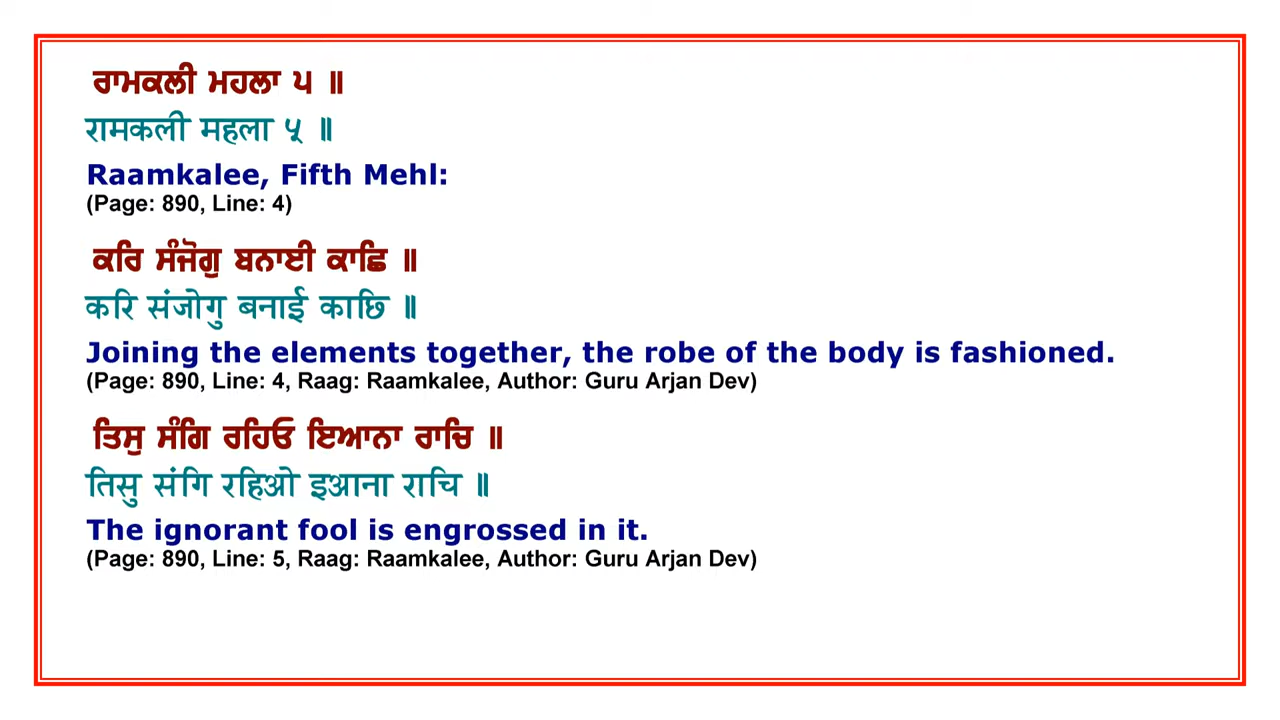 ਰਾਮਕਲੀ ਮਹਲਾ ੫ ॥
रामकली महला ५ ॥
Raamkalee, Fifth Mehl:
(Page: 890, Line: 4)
ਕਰਿ ਸੰਜੋਗੁ ਬਨਾਈ ਕਾਛਿ ॥
करि संजोगु बनाई काछि ॥
Joining the elements together, the robe of the body is fashioned.
(Page: 890, Line: 4, Raag: Raamkalee, Author: Guru Arjan Dev)
ਤਿਸੁ ਸੰਗਿ ਰਹਿਓ ਇਆਨਾ ਰਾਚਿ ॥
तिसु संगि रहिओ इआना राचि ॥
The ignorant fool is engrossed in it.
(Page: 890, Line: 5, Raag: Raamkalee, Author: Guru Arjan Dev)